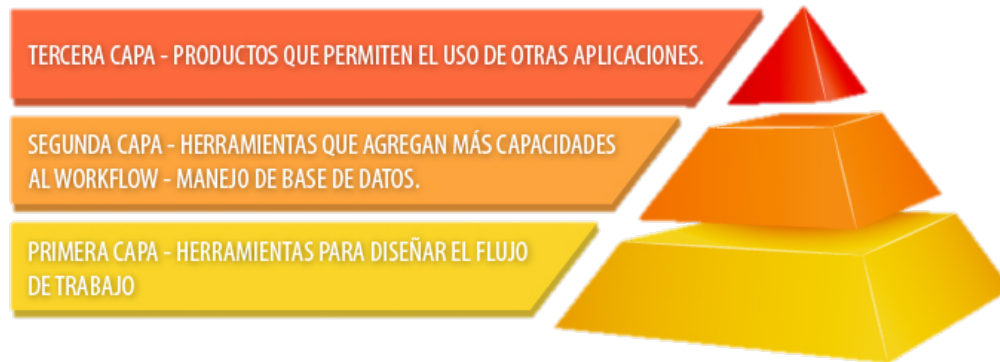 TERCERA CAPA - PRODUCTOS QUE PERMITEN EL USO DE OTRAS APLICACIONES.
SEGUNDA CAPA - HERRAMIENTAS QUE AGREGAN MÁS CAPACIDADES
AL WORKFLOW - MANEJO DE BASE DE DATOS.
PRIMERA CAPA - HERRAMIENTAS PARA DISEÑAR EL FLUJO
DE TRABAJO